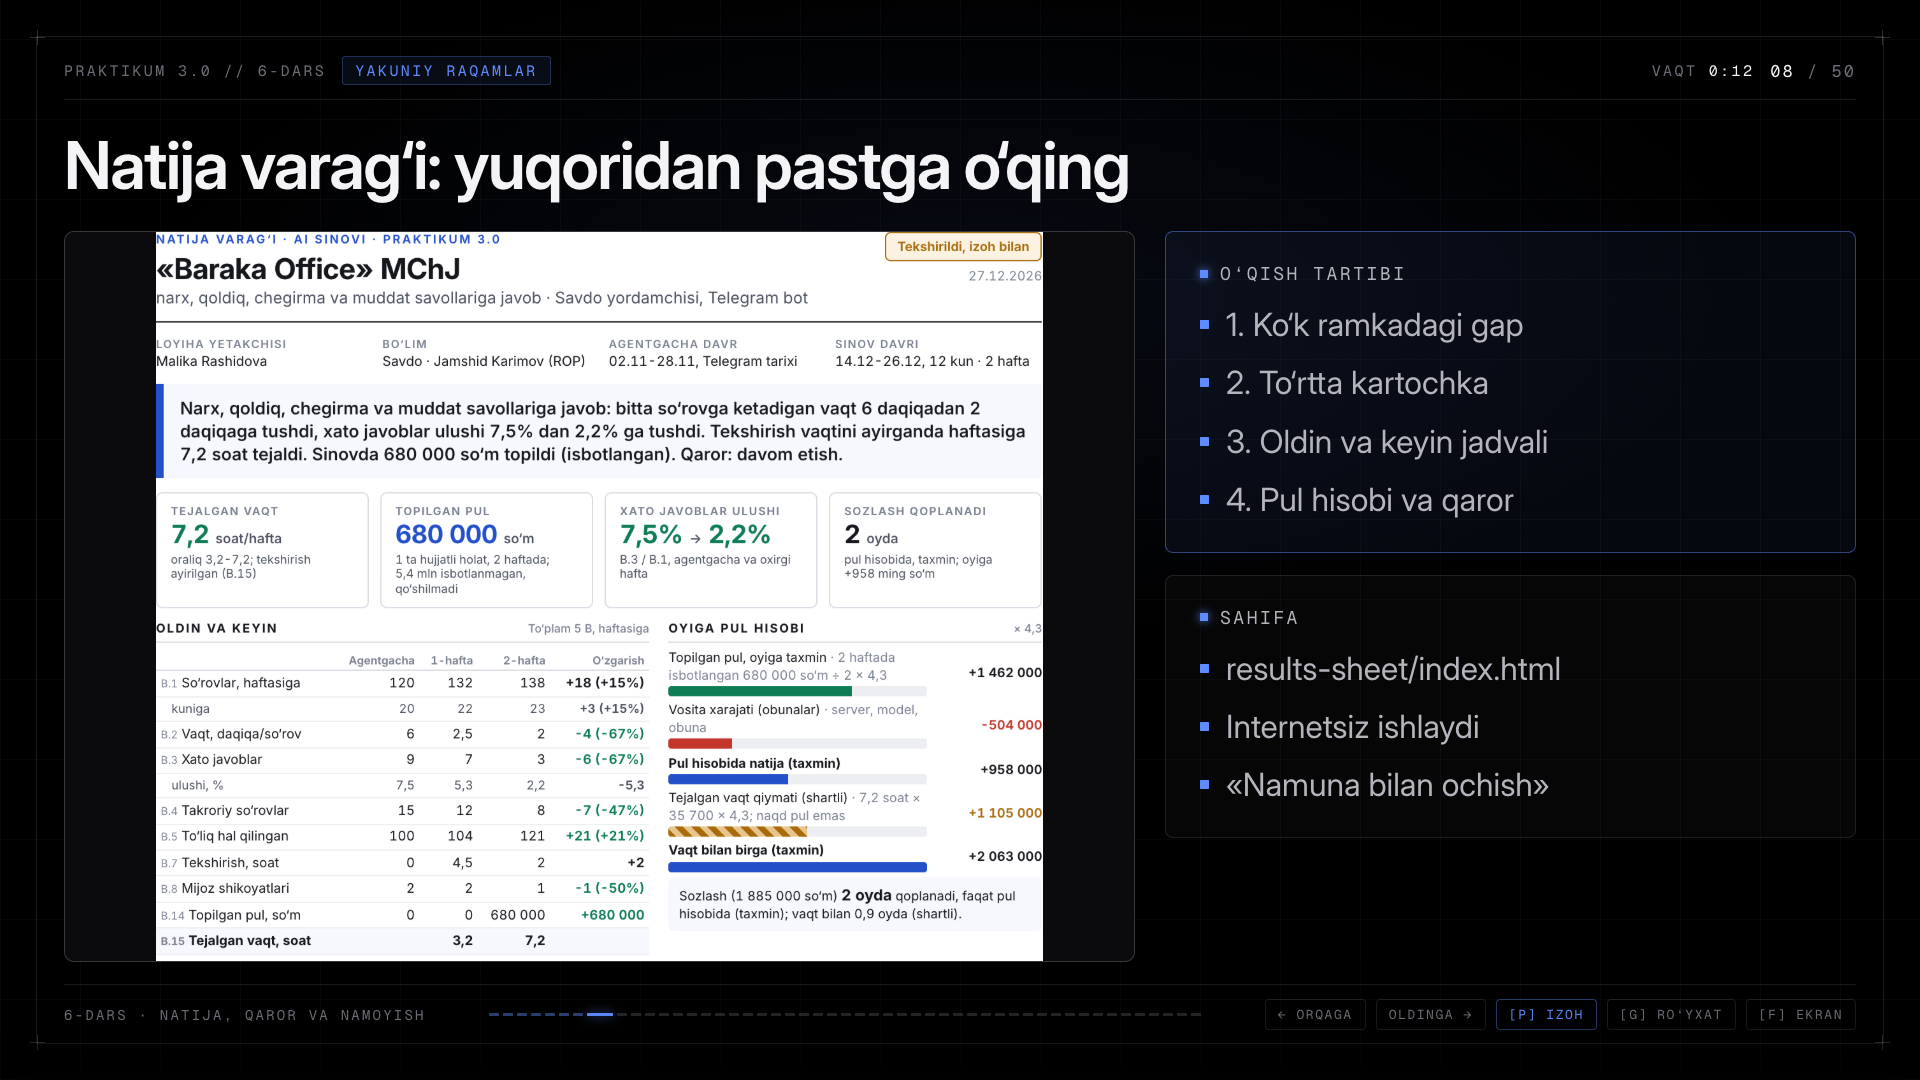 PRAKTIKUM 3.0 // 6-DARS
YAKUNIY RAQAMLAR
VAQT 0:12 08 / 50
Natija varag‘i: yuqoridan pastga o‘qing
NATIJA VARAG‘I · AI SINOVI · PRAKTIKUM 3.0
Tekshirildi, izoh bilan
«Baraka Office» MChJ
27.12.2026
narx, qoldiq, chegirma va muddat savollariga javob · Savdo yordamchisi, Telegram bot
LOYIHA YETAKCHISI
Malika Rashidova
BO‘LIM
Savdo · Jamshid Karimov (ROP)
AGENTGACHA DAVR
02.11-28.11, Telegram tarixi
SINOV DAVRI
14.12-26.12, 12 kun · 2 hafta
Narx, qoldiq, chegirma va muddat savollariga javob: bitta so‘rovga ketadigan vaqt 6 daqiqadan 2
daqiqaga tushdi, xato javoblar ulushi 7,5% dan 2,2% ga tushdi. Tekshirish vaqtini ayirganda haftasiga
7,2 soat tejaldi. Sinovda 680 000 so‘m topildi (isbotlangan). Qaror: davom etish.
TEJALGAN VAQT
7,2 soat/hafta
oraliq 3,2-7,2; tekshirish
ayirilgan (B.15)
TOPILGAN PUL
680 000 so‘m
1 ta hujjatli holat, 2 haftada;
5,4 mln isbotlanmagan,
qo‘shilmadi
XATO JAVOBLAR ULUSHI
7,5% → 2,2%
B.3 / B.1, agentgacha va oxirgi
hafta
SOZLASH QOPLANADI
2 oyda
pul hisobida, taxmin; oyiga
+958 ming so‘m
OLDIN VA KEYIN
To‘plam 5 B, haftasiga
Agentgacha 1-hafta 2-hafta O‘zgarish
B.1 So‘rovlar, haftasiga 120 132 138 +18 (+15%)
kuniga 20 22 23 +3 (+15%)
B.2 Vaqt, daqiqa/so‘rov 6 2,5 2 -4 (-67%)
B.3 Xato javoblar 9 7 3 -6 (-67%)
ulushi, % 7,5 5,3 2,2 -5,3
B.4 Takroriy so‘rovlar 15 12 8 -7 (-47%)
B.5 To‘liq hal qilingan 100 104 121 +21 (+21%)
B.7 Tekshirish, soat 0 4,5 2 +2
B.8 Mijoz shikoyatlari 2 2 1 -1 (-50%)
B.14 Topilgan pul, so‘m 0 0 680 000 +680 000
B.15 Tejalgan vaqt, soat 3,2 7,2
OYIGA PUL HISOBI
× 4,3
Topilgan pul, oyiga taxmin · 2 haftada
isbotlangan 680 000 so‘m ÷ 2 × 4,3
+1 462 000
Vosita xarajati (obunalar) · server, model,
obuna
-504 000
Pul hisobida natija (taxmin)
+958 000
Tejalgan vaqt qiymati (shartli) · 7,2 soat ×
35 700 × 4,3; naqd pul emas
+1 105 000
Vaqt bilan birga (taxmin)
+2 063 000
Sozlash (1 885 000 so‘m) 2 oyda qoplanadi, faqat pul
hisobida (taxmin); vaqt bilan 0,9 oyda (shartli).
O‘QISH TARTIBI
1. Ko‘k ramkadagi gap
2. To‘rtta kartochka
3. Oldin va keyin jadvali
4. Pul hisobi va qaror
SAHIFA
results-sheet/index.html
Internetsiz ishlaydi
«Namuna bilan ochish»
6-DARS · NATIJA, QAROR VA NAMOYISH
← ORQAGA
OLDINGA →
[P] IZOH
[G] RO‘YXAT
[F] EKRAN